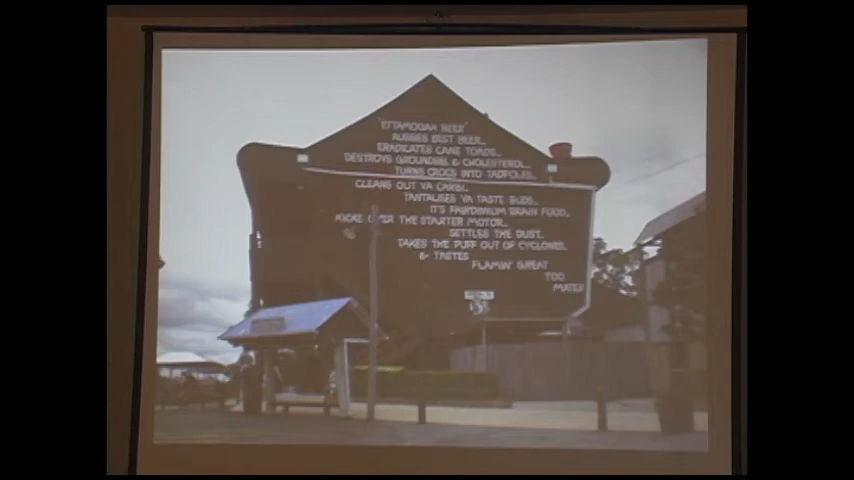 "ETTAMOGAH BEER"
AUSSIES BEST BEER..
ERADICATES CANE TOADS..
DESTROYS GROUNDSEL & CHOLESTEROL..
TURNS CROCS INTO TADPOLES..
CLEANS OUT YA CARBI..
TANTALISES YA TASTE BUDS..
IT'S FAIRDINKUM BRAIN FOOD..
KICKS OVER THE STARTER MOTOR..
SETTLES THE DUST..
TAKES THE PUFF OUT OF CYCLONES..
& TASTES
FLAMIN' GREAT
TOO
MATE!!